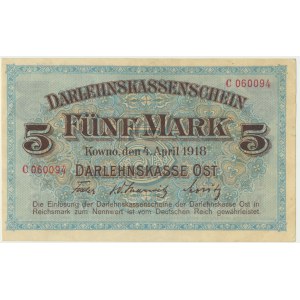 C 060094
DARLEHNSKASSENSCHEIN
5 FÜNF MARK 5
Kowno, den 4. April 1918
C 060094 DARLEHNSKASSE OST
Die Einlösung der Darlehnskassenscheine der Darlehnskasse Ost in
Reichsmark zum Nennwert ist vom Deutschen Reich gewährleistet.